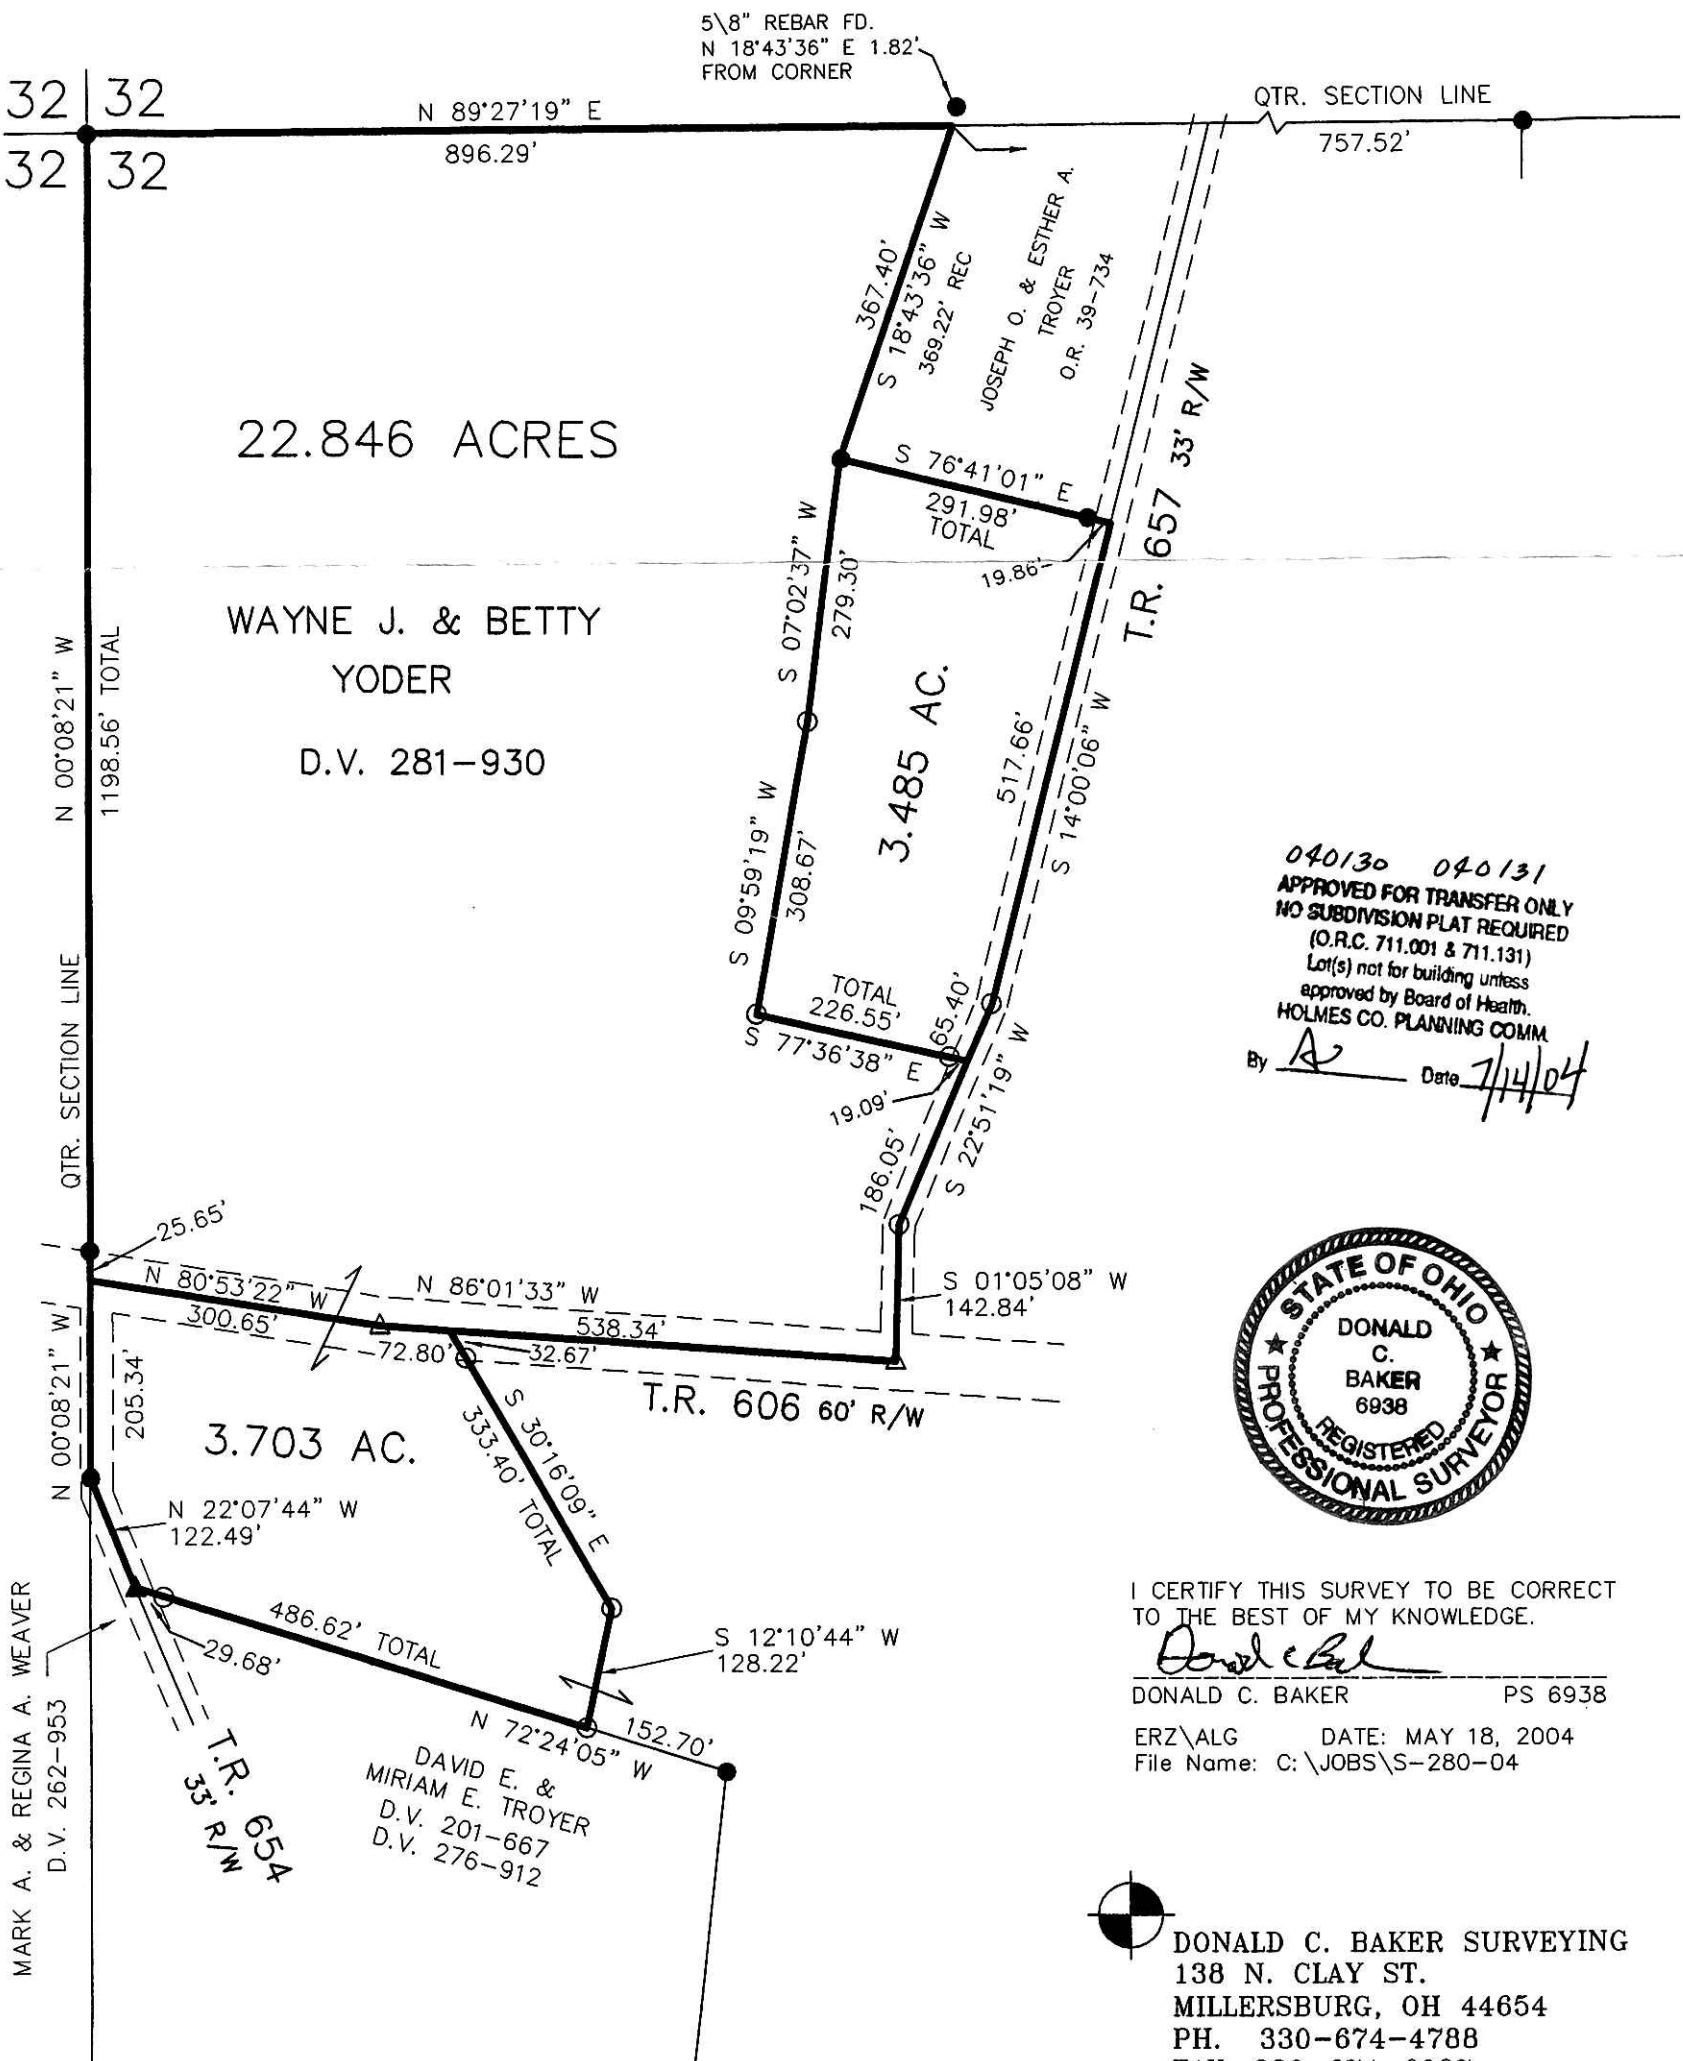 5\8" REBAR FD.
N 18°43'36" E 1.82'
FROM CORNER
32 32
32 32
N 89°27'19" E
896.29'
QTR. SECTION LINE
757.52'
367.40'
S 18°43'36" W
369.22' REC
JOSEPH O. & ESTHER A.
TROYER
O.R. 39-734
22.846 ACRES
S 76°41'01" E
291.98'
TOTAL
19.86'
T.R. 657 33' R/W
WAYNE J. & BETTY
YODER
D.V. 281-930
N 00°08'21" W
1198.56' TOTAL
QTR. SECTION LINE
S 07°02'37" W
279.30'
3.485 AC.
517.66'
S 14°00'06" W
S 09°59'19" W
308.67'
TOTAL
226.55'
S 77°36'38" E
65.40'
19.09'
S 22°51'19" W
186.05'
040130 040131
APPROVED FOR TRANSFER ONLY
NO SUBDIVISION PLAT REQUIRED
(O.R.C. 711.001 & 711.131)
Lot(s) not for building unless
approved by Board of Health.
HOLMES CO. PLANNING COMM.
By Date 7/14/04
25.65'
N 80°53'22" W
300.65'
N 86°01'33" W
538.34'
S 01°05'08" W
142.84'
72.80'
32.67'
T.R. 606 60' R/W
N 00°08'21" W
205.34'
3.703 AC.
S 30°16'09" E
333.40' TOTAL
N 22°07'44" W
122.49'
486.62' TOTAL
29.68'
S 12°10'44" W
128.22'
N 72°24'05" W
152.70'
MARK A. & REGINA A. WEAVER
D.V. 262-953
T.R. 654
33' R/W
DAVID E. &
MIRIAM E. TROYER
D.V. 201-667
D.V. 276-912
STATE OF OHIO
DONALD
C.
BAKER
6938
REGISTERED
PROFESSIONAL SURVEYOR
I CERTIFY THIS SURVEY TO BE CORRECT
TO THE BEST OF MY KNOWLEDGE.
DONALD C. BAKER PS 6938
ERZ\ALG DATE: MAY 18, 2004
File Name: C:\JOBS\S-280-04
DONALD C. BAKER SURVEYING
138 N. CLAY ST.
MILLERSBURG, OH 44654
PH. 330-674-4788